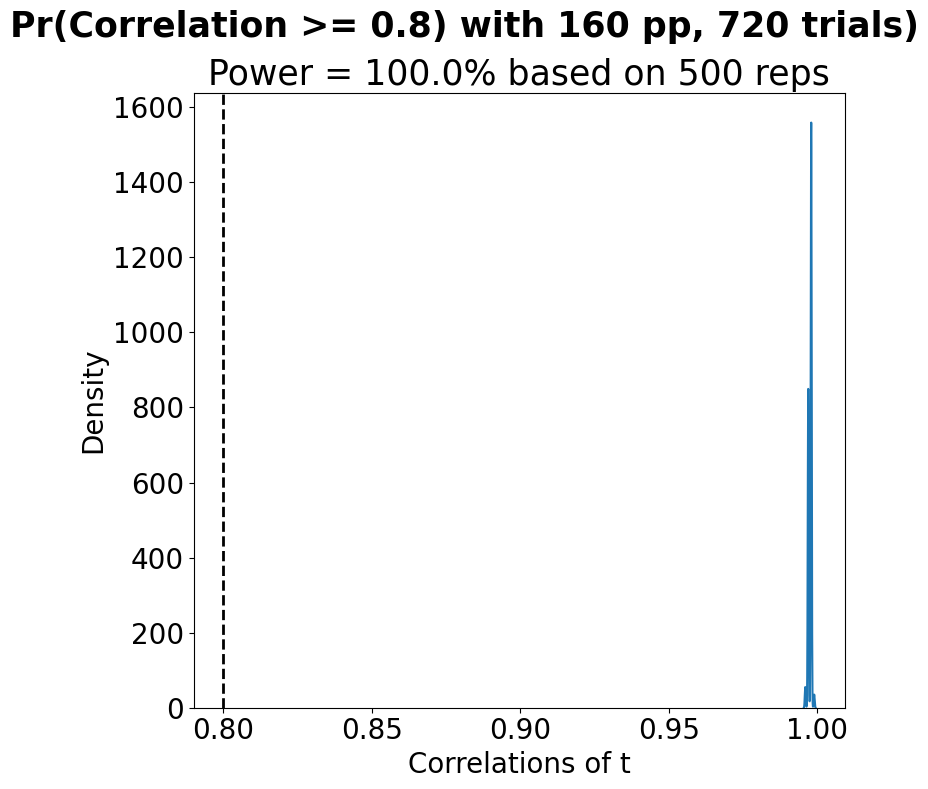 Pr(Correlation >= 0.8) with 160 pp, 720 trials)
Power = 100.0% based on 500 reps
1600
1400
1200
1000
800
600
400
200
0
Density
0.80 0.85 0.90 0.95 1.00
Correlations of t